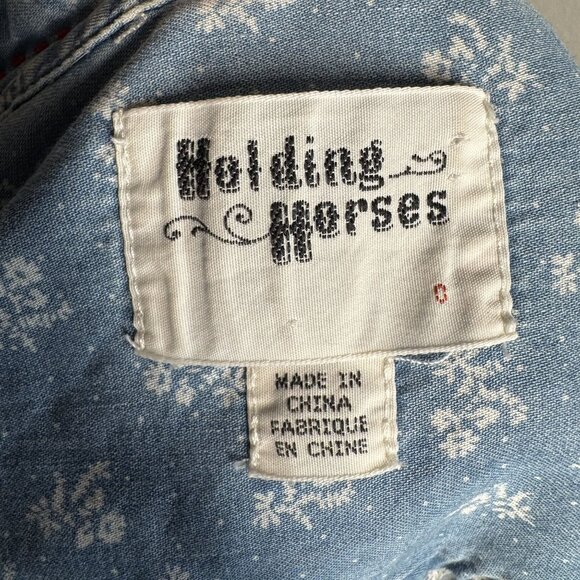 Holding
Horses
0
MADE IN
CHINA
FABRIQUE
EN CHINE